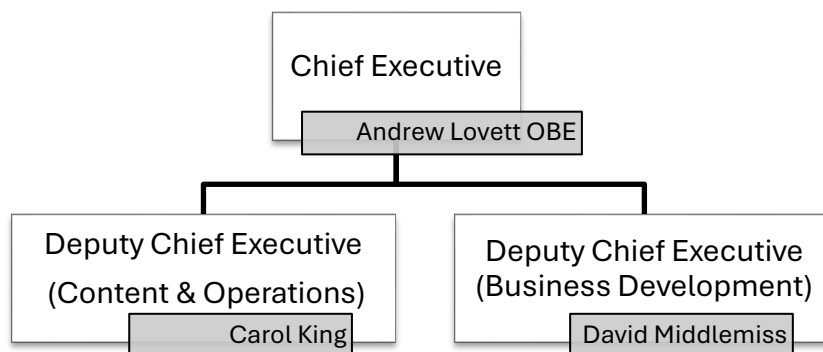 Chief Executive
Andrew Lovett OBE
Deputy Chief Executive
(Content & Operations)
Carol King
Deputy Chief Executive
(Business Development)
David Middlemiss